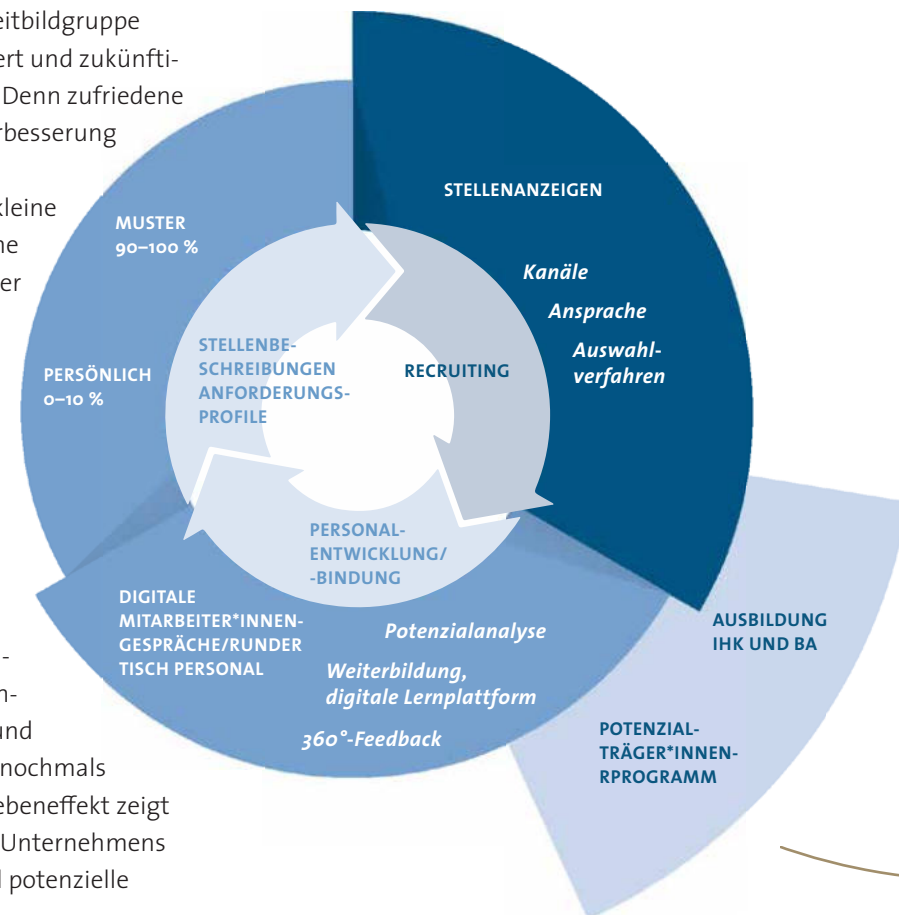 eitbildgruppe
ert und zukünfti-
Denn zufriedene
rbesserung
kleine
ne
er
-
n-
und
nochmals
ebeneffekt zeigt
Unternehmens
l potenzielle
MUSTER
90–100 %
PERSÖNLICH
0–10 %
STELLENBE-
SCHREIBUNGEN
ANFORDERUNGS-
PROFILE
RECRUITING
PERSONAL-
ENTWICKLUNG/
-BINDUNG
STELLENANZEIGEN
Kanäle
Ansprache
Auswahl-
verfahren
DIGITALE
MITARBEITER*INNEN-
GESPRÄCHE/RUNDER
TISCH PERSONAL
Potenzialanalyse
Weiterbildung,
digitale Lernplattform
360°-Feedback
AUSBILDUNG
IHK UND BA
POTENZIAL-
TRÄGER*INNEN-
RPROGRAMM